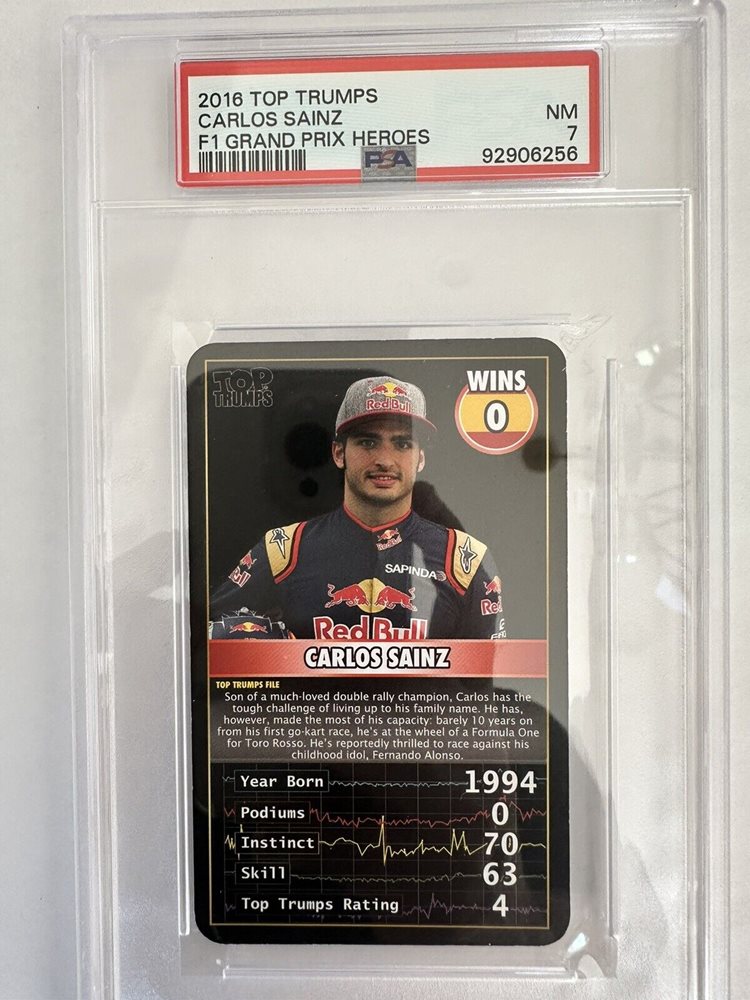 2016 TOP TRUMPS
CARLOS SAINZ
F1 GRAND PRIX HEROES
NM
7
PSA
92906256
TOP
TRUMPS
WINS
0
Red Bull
Red Bull
SAPINDA
Red Bull
CARLOS SAINZ
TOP TRUMPS FILE
Son of a much-loved double rally champion, Carlos has the
tough challenge of living up to his family name. He has,
however, made the most of his capacity: barely 10 years on
from his first go-kart race, he's at the wheel of a Formula One
for Toro Rosso. He's reportedly thrilled to race against his
childhood idol, Fernando Alonso.
Year Born 1994
Podiums 0
Instinct 70
Skill 63
Top Trumps Rating 4